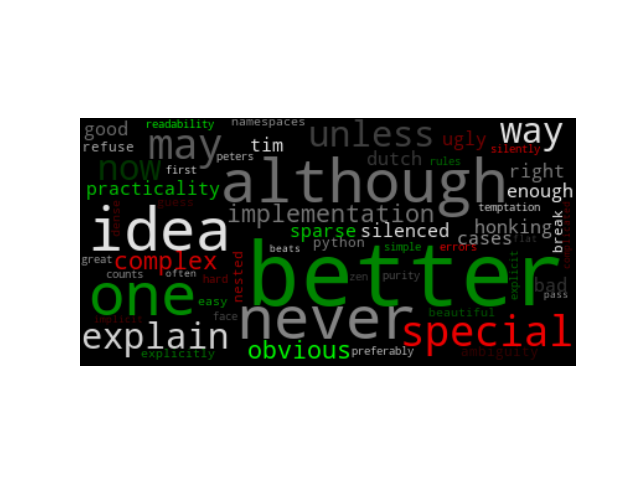 good readability namespaces
refuse may unless ugly way
tim silently
now peters dutch rules
first although right
practicality enough
dense guess temptation
idea implementation honking break
sparse silenced cases flat complicated
beats python simple errors
great complex nested better explicit
counts often hard zen purity bad
one easy pass
face never beautiful
implicit special
explain obvious preferably ambiguity
explicitly